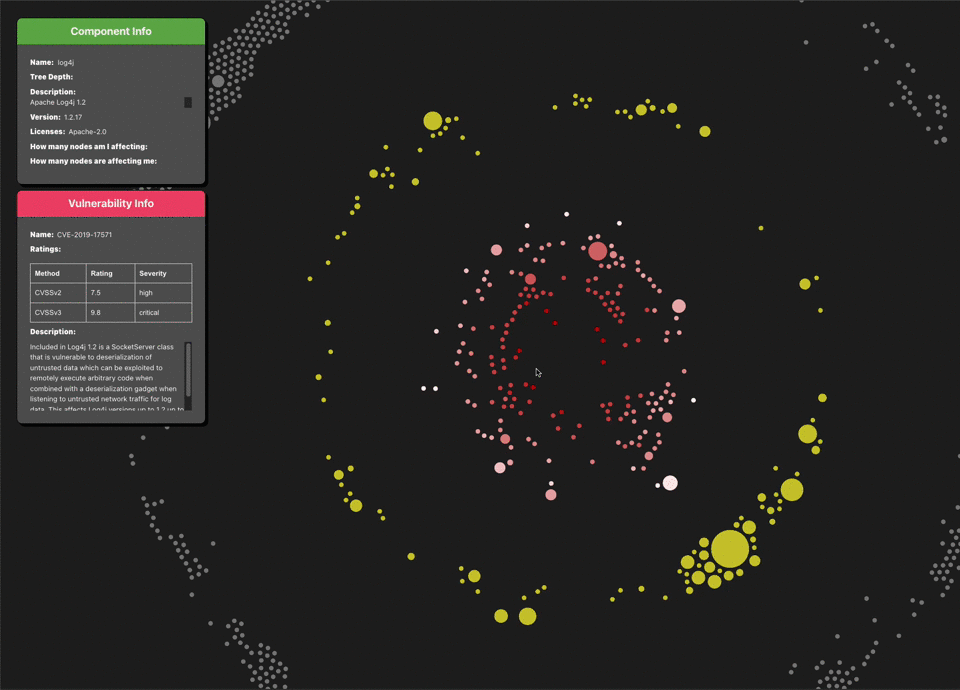 Component Info
Name: log4j
Tree Depth:
Description:
Apache Log4j 1.2
Version: 1.2.17
Licenses: Apache-2.0
How many nodes am I affecting:
How many nodes are affecting me:
Vulnerability Info
Name: CVE-2019-17571
Ratings:
Method Rating Severity
CVSSv2 7.5 high
CVSSv3 9.8 critical
Description:
Included in Log4j 1.2 is a SocketServer class
that is vulnerable to deserialization of
untrusted data which can be exploited to
remotely execute arbitrary code when
combined with a deserialization gadget when
listening to untrusted network traffic for log
data. This affects Log4j versions up to 1.2 up to